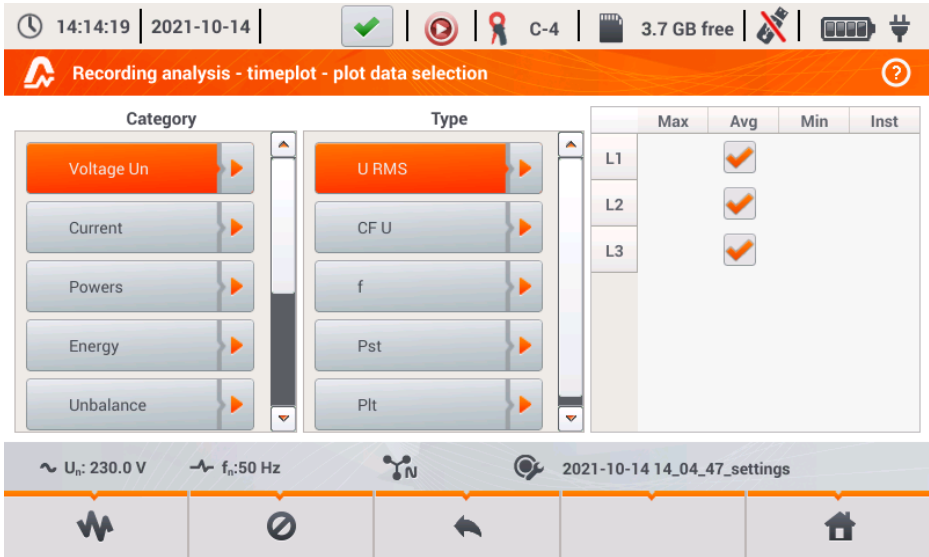 14:14:19 2021-10-14 C-4 3.7 GB free
Recording analysis - timeplot - plot data selection ?
Category Type
Max Avg Min Inst
Voltage Un U RMS L1
Current CF U L2
L3
Powers f
Energy Pst
Unbalance Plt
Un: 230.0 V fn:50 Hz N 2021-10-14 14_04_47_settings